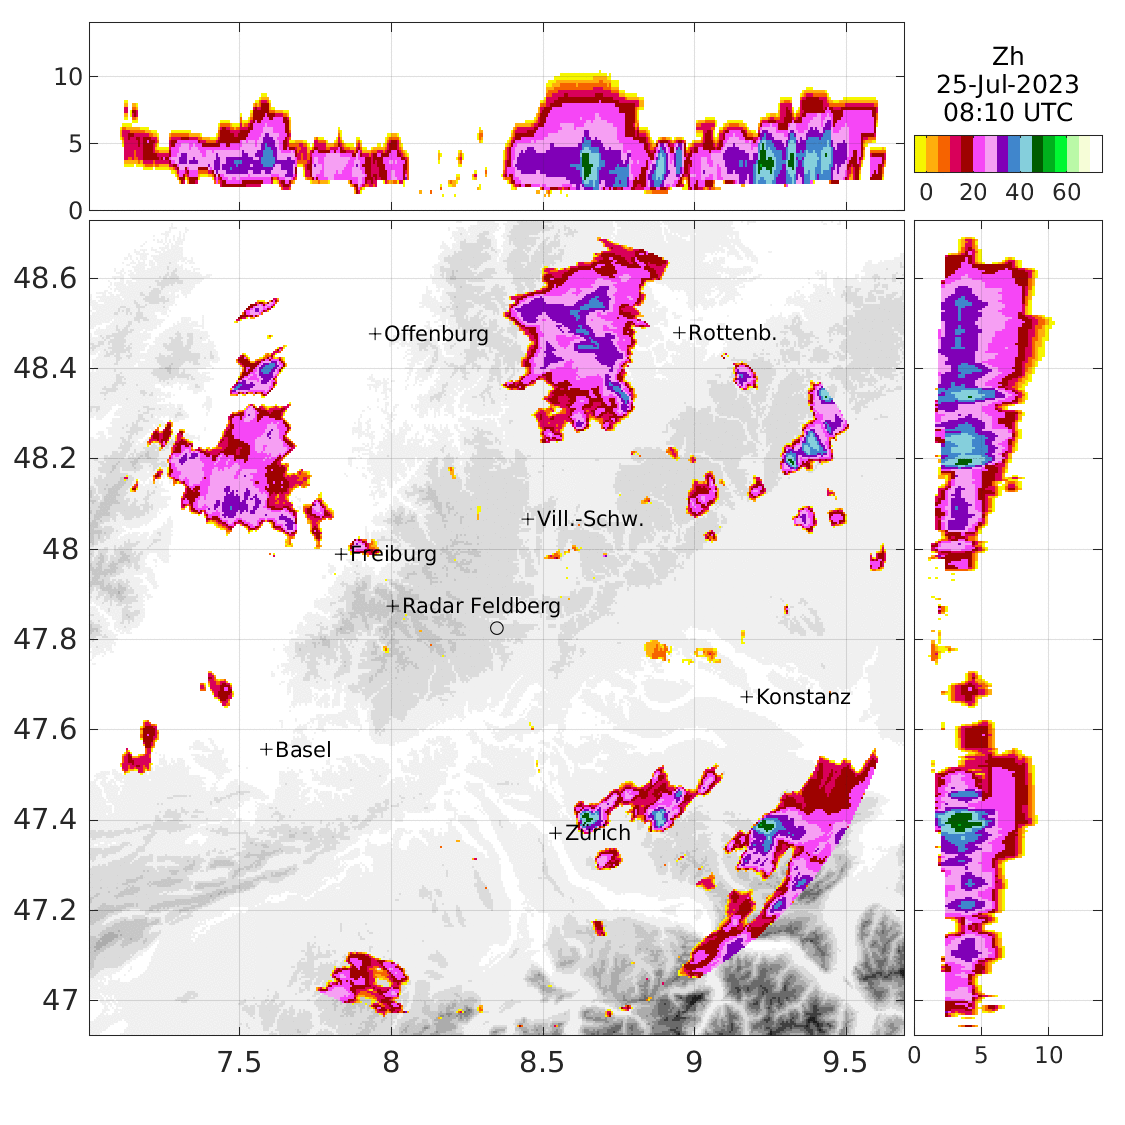 Zh
25-Jul-2023
08:10 UTC
0 20 40 60
10
5
0
48.6
48.4
48.2
48
47.8
47.6
47.4
47.2
47
Offenburg
Rottenb.
Vill.-Schw.
Freiburg
Radar Feldberg
Konstanz
Basel
Zürich
7.5 8 8.5 9 9.5
0 5 10